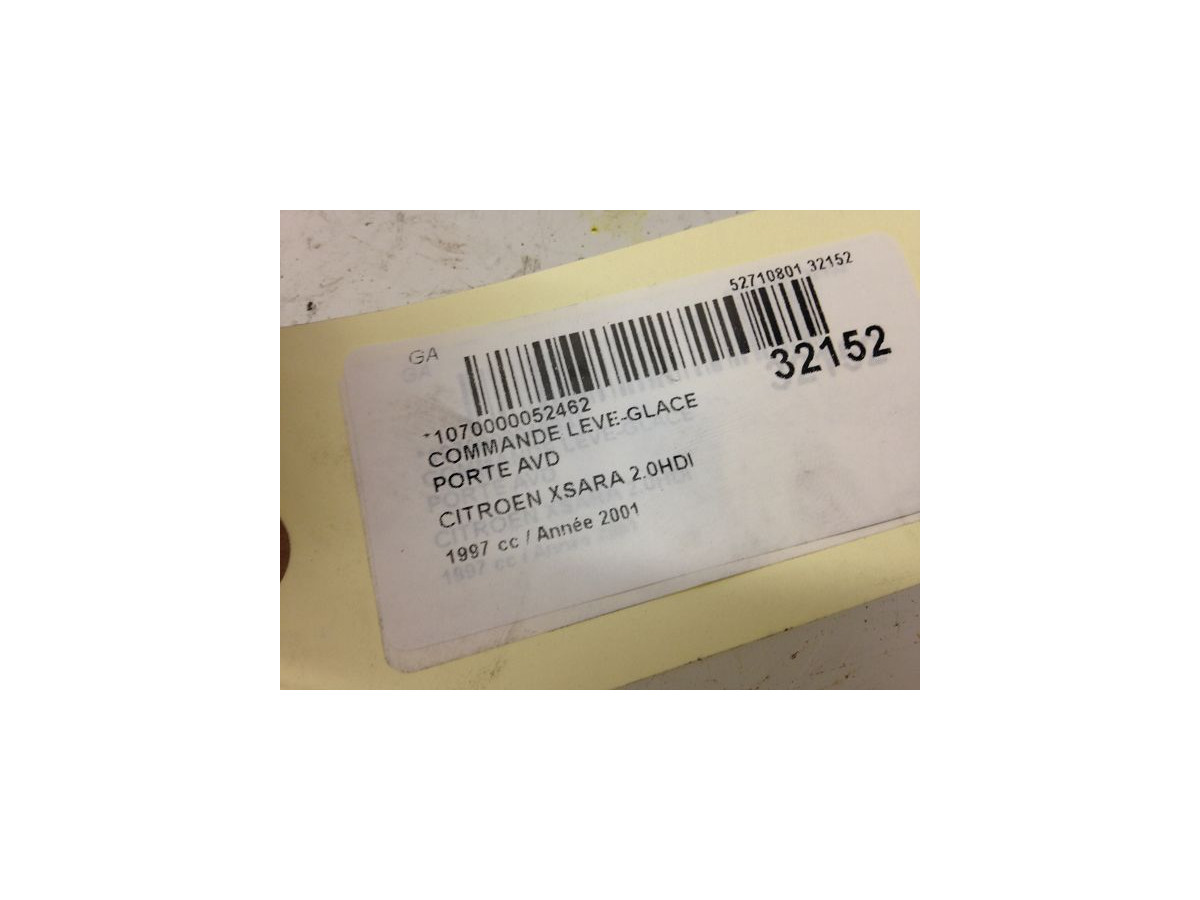 52710801 32152
GA
32152
*1070000052462
COMMANDE LEVE-GLACE
PORTE AVD
CITROEN XSARA 2.0HDI
1997 cc / Année 2001